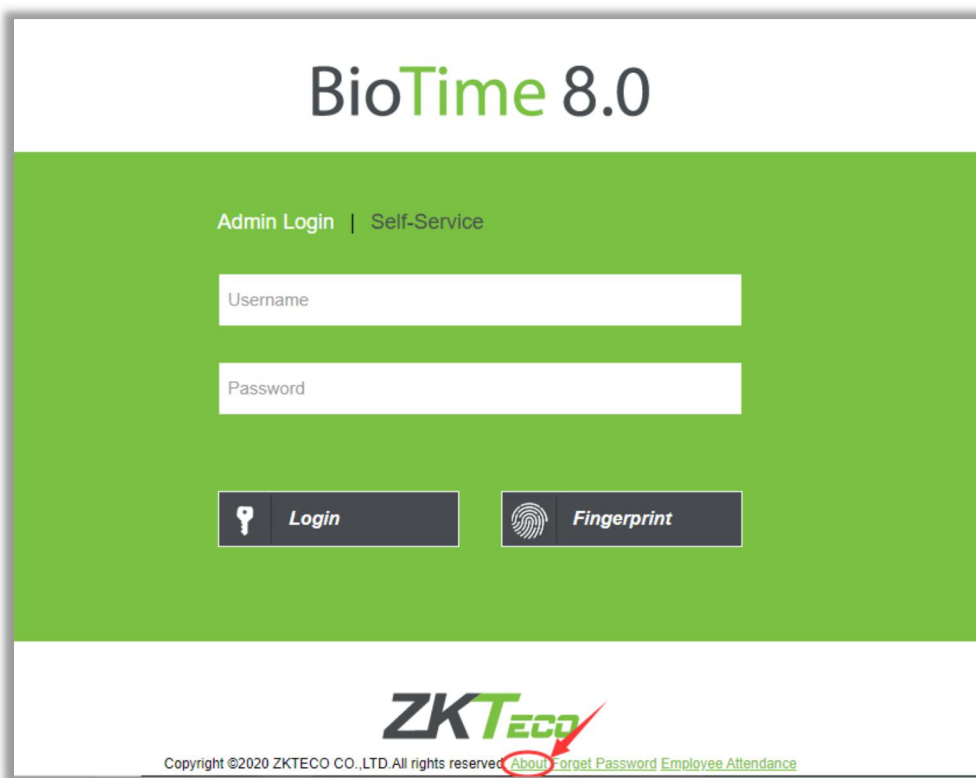 BioTime 8.0
Admin Login | Self-Service
Username
Password
Login Fingerprint
ZKTECO
Copyright ©2020 ZKTECO CO.,LTD.All rights reserved About Forget Password Employee Attendance